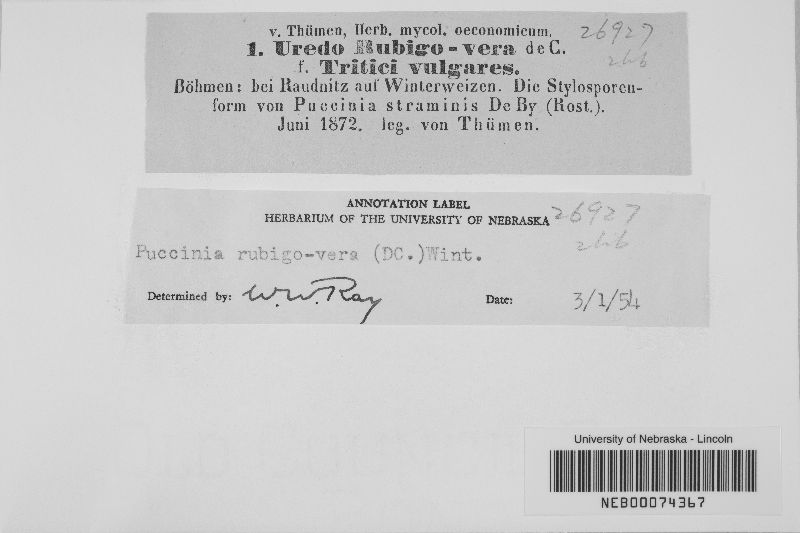 v. Thümen, Herb. mycol. oeconomicum. 26927
1. Uredo Rubigo-vera de C.
f. Tritici vulgares.
Böhmen: bei Raudnitz auf Winterweizen. Die Stylosporen-
form von Puccinia straminis De By (Rost.).
Juni 1872. leg. von Thümen.
ANNOTATION LABEL
HERBARIUM OF THE UNIVERSITY OF NEBRASKA 26927
Puccinia rubigo-vera (DC.)Wint.
Determined by: W.W. Ray Date: 3/1/54
University of Nebraska - Lincoln
NEB00074367